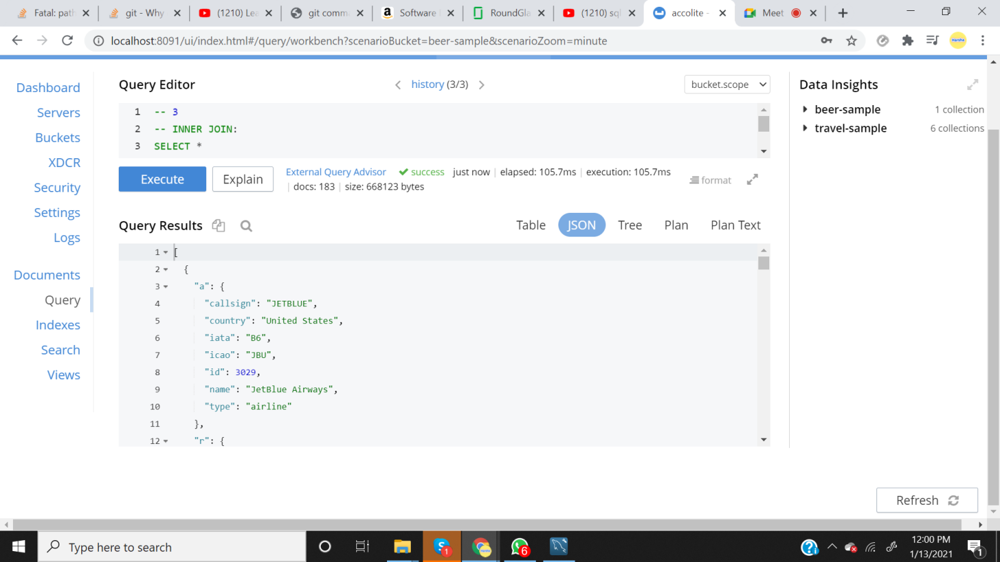 Fatal: path
git - Why
(1210) Lea
git comm
Software
RoundGla
(1210) sql
accolite -
Meet
localhost:8091/ui/index.html#/query/workbench?scenarioBucket=beer-sample&scenarioZoom=minute
Harsha
Dashboard
Servers
Buckets
XDCR
Security
Settings
Logs
Documents
Query
Indexes
Search
Views
Query Editor
history (3/3)
bucket.scope
1 -- 3
2 -- INNER JOIN:
3 SELECT *
Execute
Explain
External Query Advisor success just now | elapsed: 105.7ms | execution: 105.7ms
| docs: 183 | size: 668123 bytes
format
Query Results
Table
JSON
Tree
Plan
Plan Text
1 [
2 {
3 "a": {
4 "callsign": "JETBLUE",
5 "country": "United States",
6 "iata": "B6",
7 "icao": "JBU",
8 "id": 3029,
9 "name": "JetBlue Airways",
10 "type": "airline"
11 },
12 "r": {
Data Insights
beer-sample 1 collection
travel-sample 6 collections
Refresh
Type here to search
S 1
6
12:00 PM
1/13/2021
1